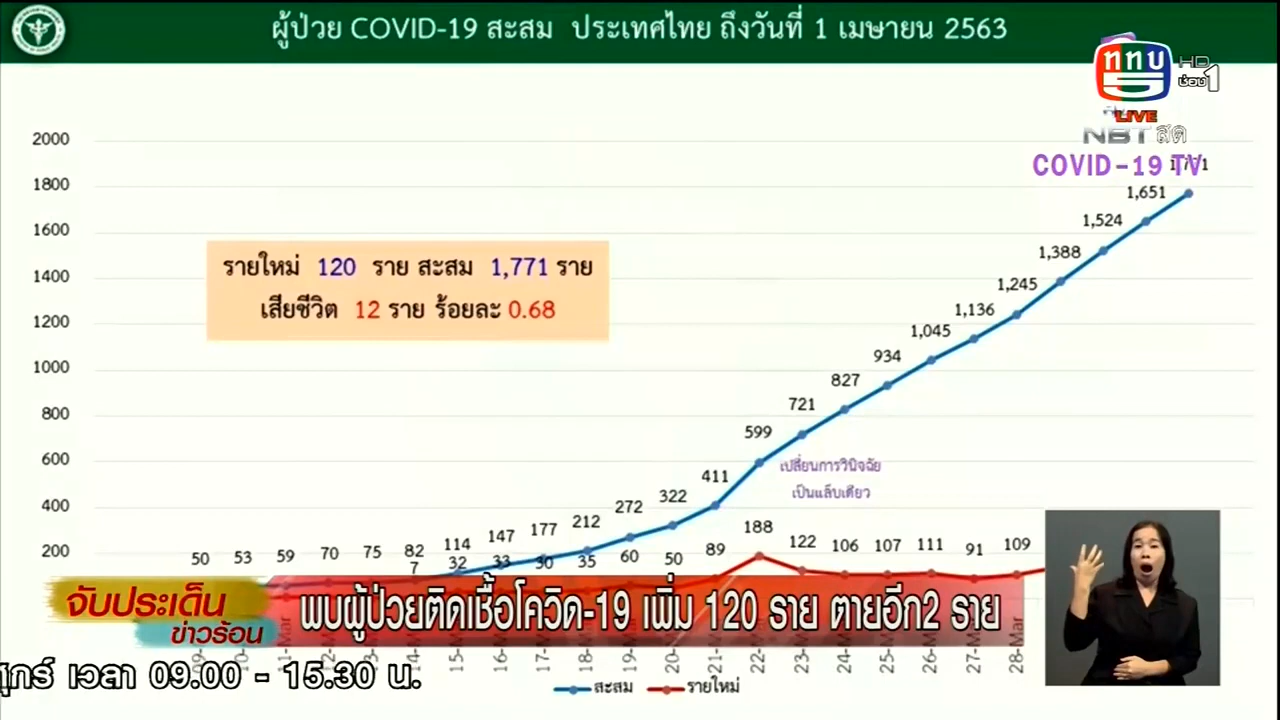 ผู้ป่วย COVID-19 สะสม ประเทศไทย ถึงวันที่ 1 เมษายน 2563
ททบ
5
HD
ช่อง1
LIVE
NBT สด
COVID-19 TV
2000
1800
1600
1400
1200
1000
800
600
400
200
รายใหม่ 120 ราย สะสม 1,771 ราย
เสียชีวิต 12 ราย ร้อยละ 0.68
50 53 59 70 75 82 114 147 177 212 272 322 411 599 721 827 934 1,045 1,136 1,245 1,388 1,524 1,651
7 32 33 30 35 60 50 89 188 122 106 107 111 91 109
เปลี่ยนการวินิจฉัย
เป็นแล็บเดียว
จับประเด็น
ข่าวร้อน
พบผู้ป่วยติดเชื้อโควิด-19 เพิ่ม 120 ราย ตายอีก2 ราย
28-Mar
สะสม รายใหม่
เวลา 09.00 - 15.30 น.